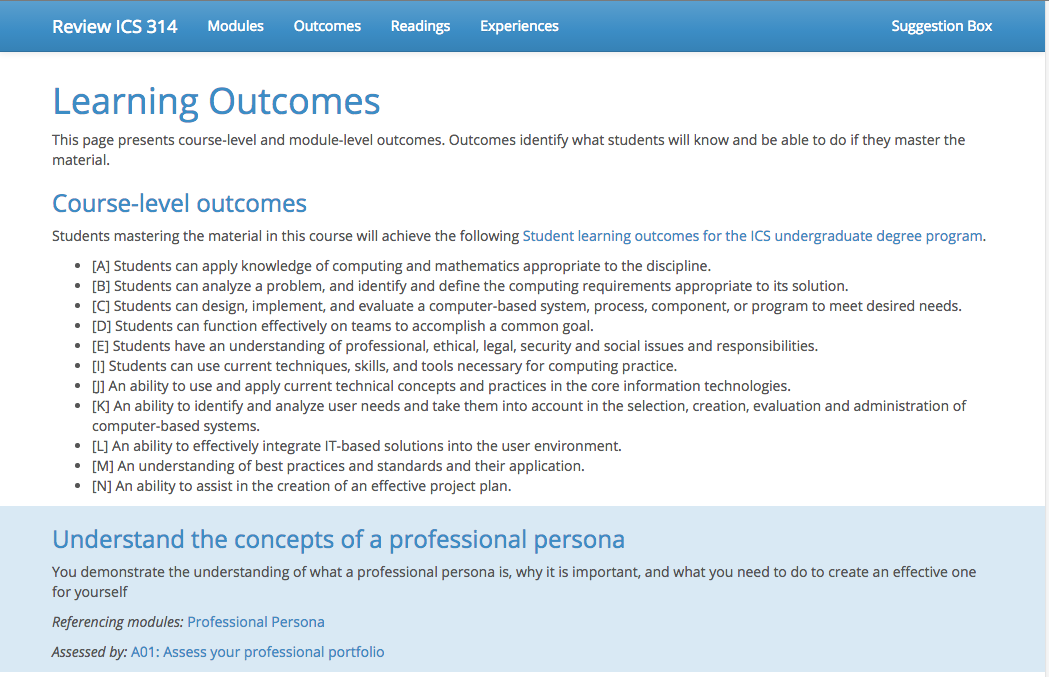 Review ICS 314 Modules Outcomes Readings Experiences Suggestion Box
Learning Outcomes
This page presents course-level and module-level outcomes. Outcomes identify what students will know and be able to do if they master the
material.
Course-level outcomes
Students mastering the material in this course will achieve the following Student learning outcomes for the ICS undergraduate degree program.
[A] Students can apply knowledge of computing and mathematics appropriate to the discipline.
[B] Students can analyze a problem, and identify and define the computing requirements appropriate to its solution.
[C] Students can design, implement, and evaluate a computer-based system, process, component, or program to meet desired needs.
[D] Students can function effectively on teams to accomplish a common goal.
[E] Students have an understanding of professional, ethical, legal, security and social issues and responsibilities.
[I] Students can use current techniques, skills, and tools necessary for computing practice.
[J] An ability to use and apply current technical concepts and practices in the core information technologies.
[K] An ability to identify and analyze user needs and take them into account in the selection, creation, evaluation and administration of
computer-based systems.
[L] An ability to effectively integrate IT-based solutions into the user environment.
[M] An understanding of best practices and standards and their application.
[N] An ability to assist in the creation of an effective project plan.
Understand the concepts of a professional persona
You demonstrate the understanding of what a professional persona is, why it is important, and what you need to do to create an effective one
for yourself
Referencing modules: Professional Persona
Assessed by: A01: Assess your professional portfolio